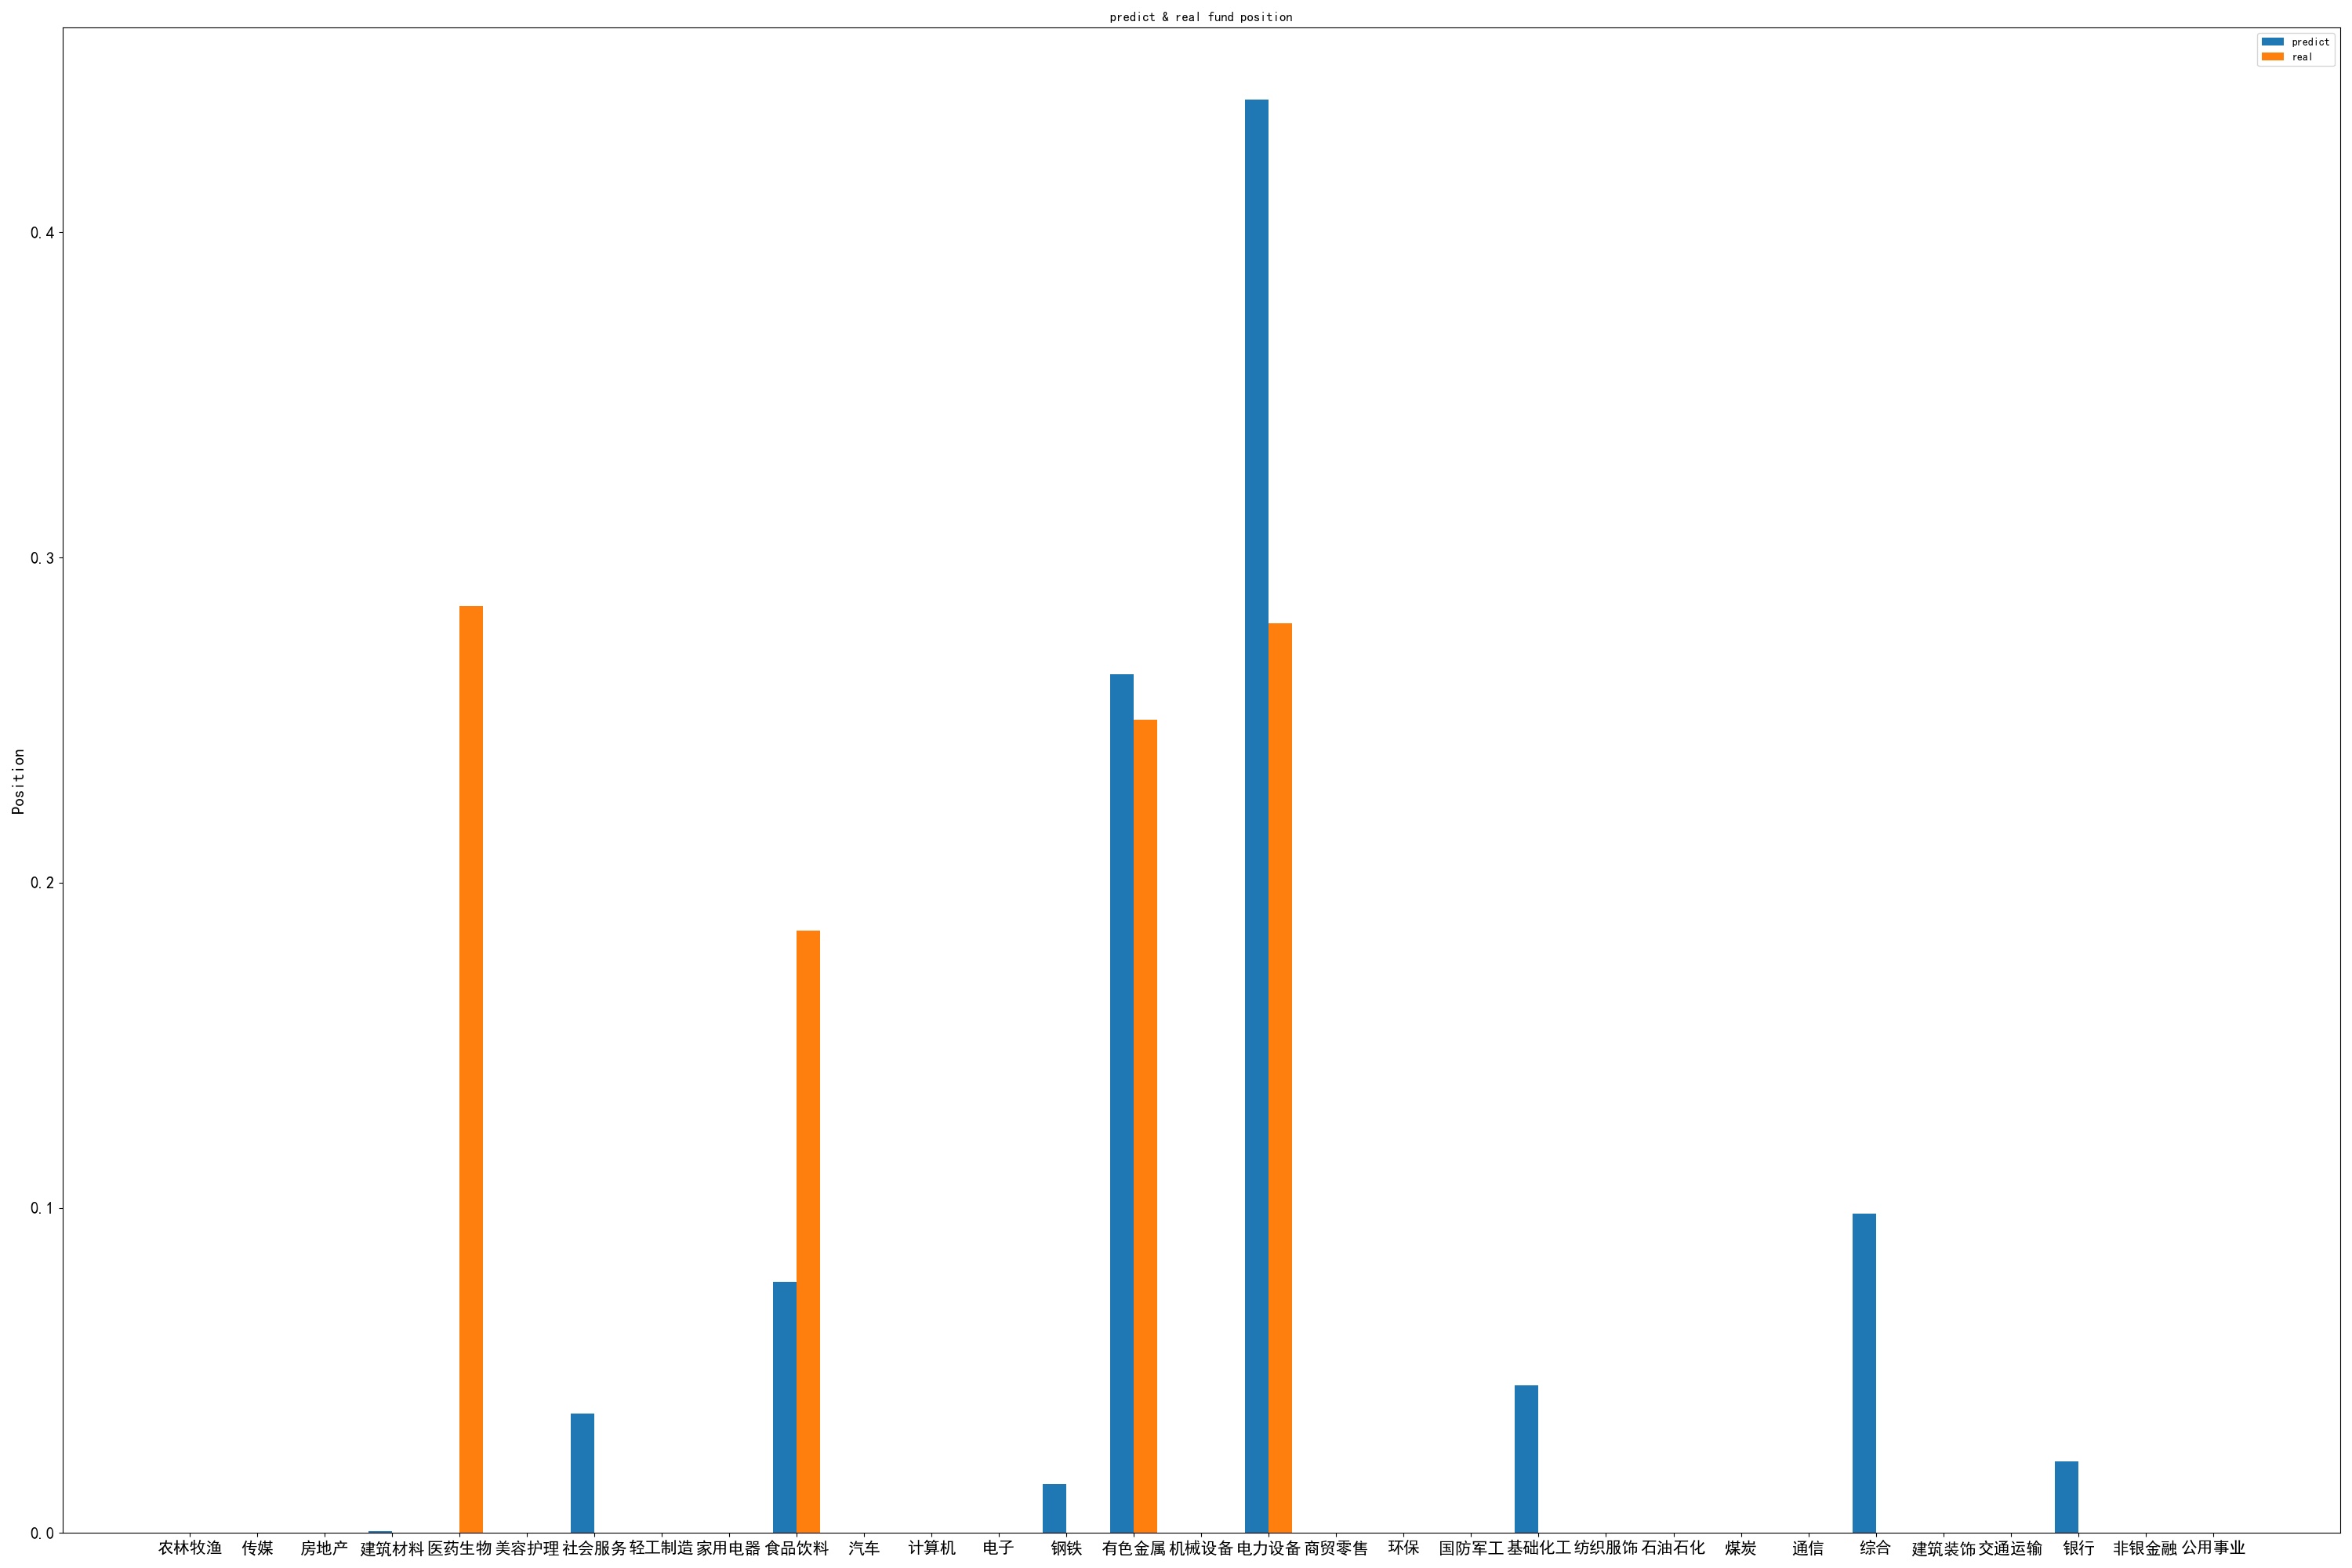 predict & real fund position
predict
real
Position
0.4
0.3
0.2
0.1
0.0
农林牧渔 传媒 房地产 建筑材料 医药生物 美容护理 社会服务 轻工制造 家用电器 食品饮料 汽车 计算机 电子 钢铁 有色金属 机械设备 电力设备 商贸零售 环保 国防军工 基础化工 纺织服饰 石油石化 煤炭 通信 综合 建筑装饰 交通运输 银行 非银金融 公用事业